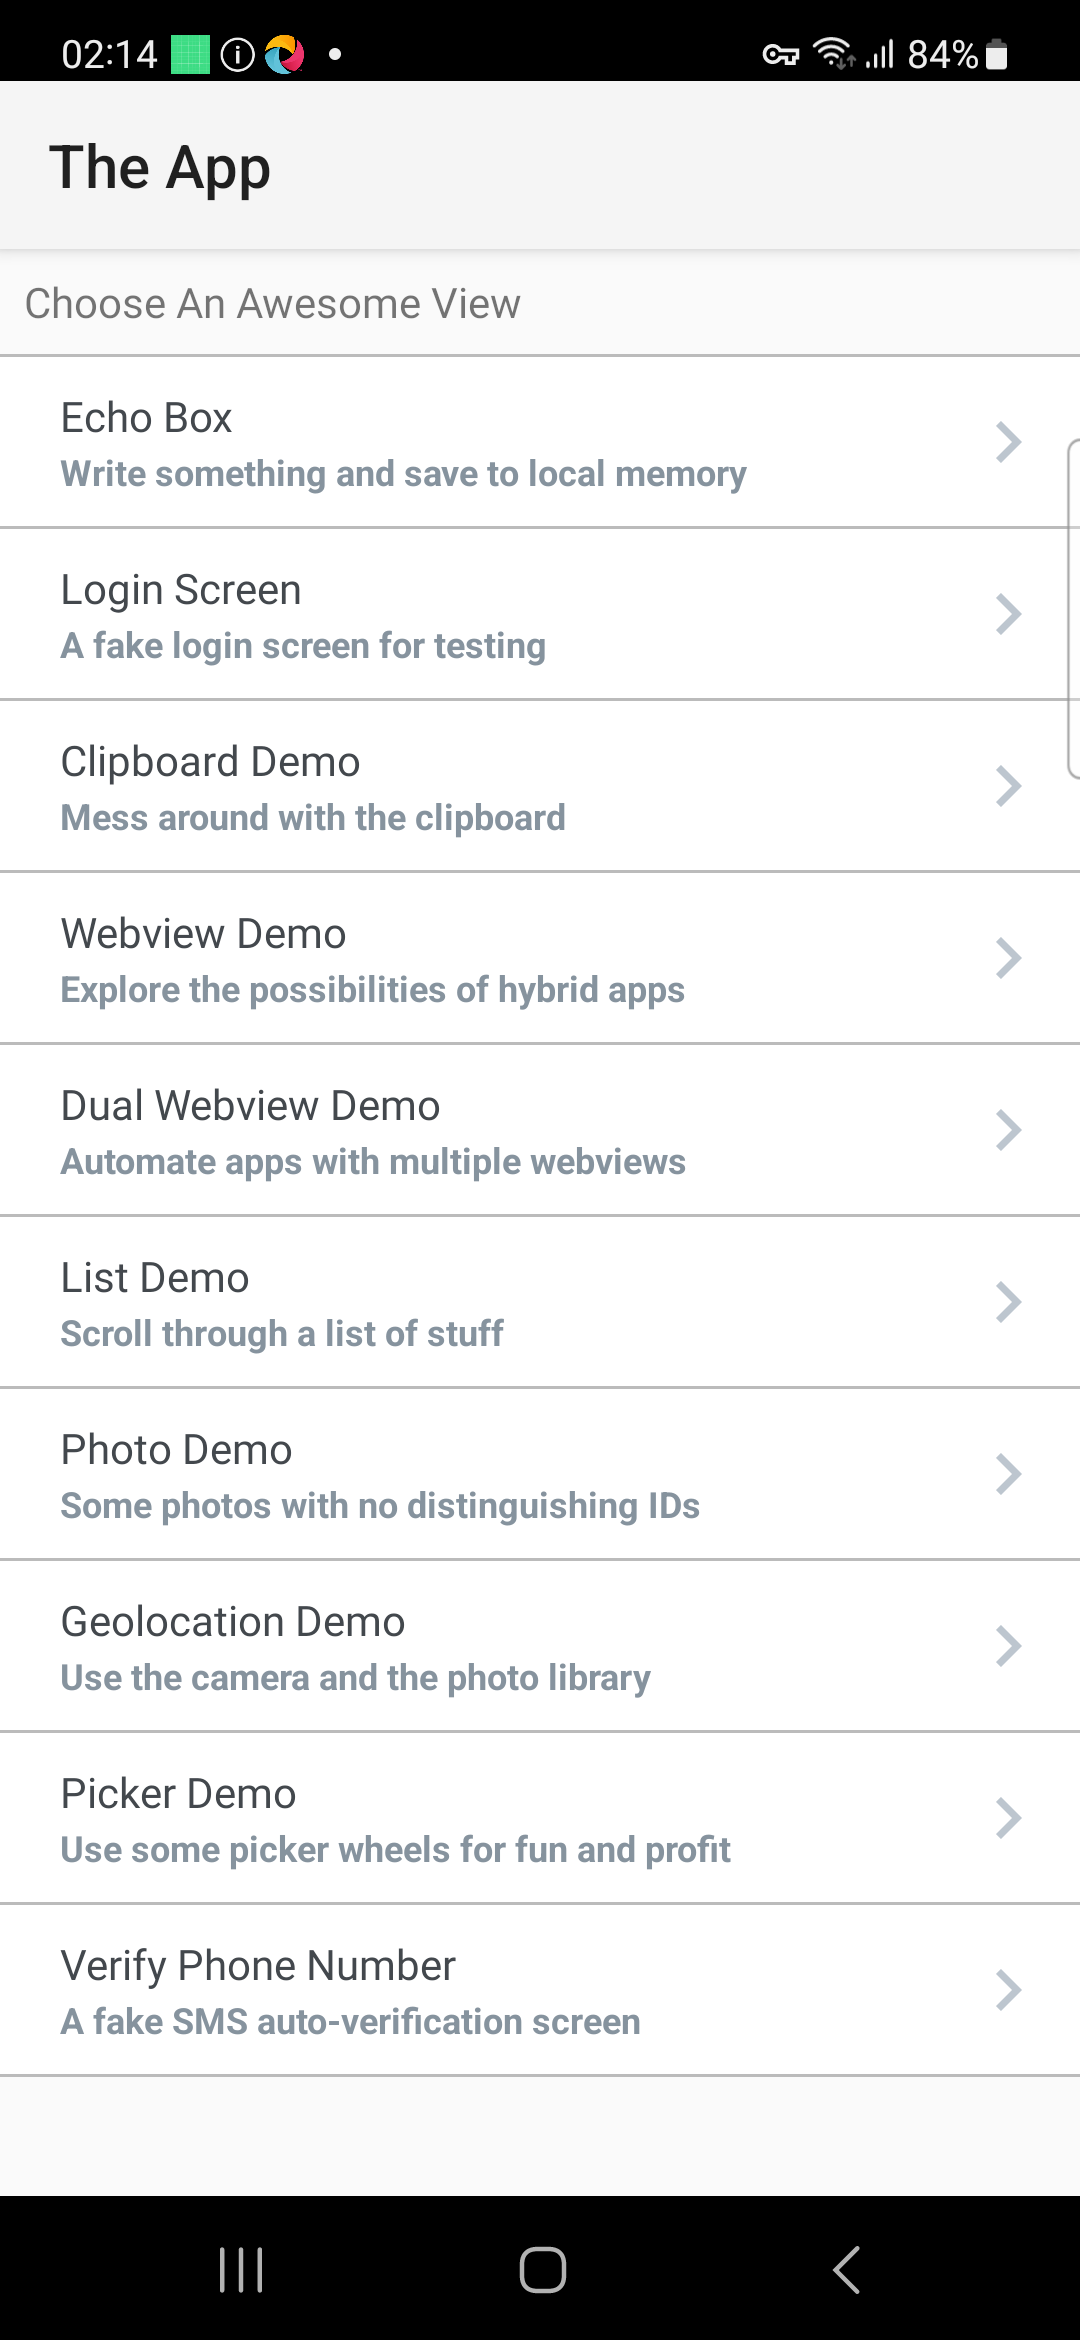 02:14
84%
The App
Choose An Awesome View
Echo Box
Write something and save to local memory
Login Screen
A fake login screen for testing
Clipboard Demo
Mess around with the clipboard
Webview Demo
Explore the possibilities of hybrid apps
Dual Webview Demo
Automate apps with multiple webviews
List Demo
Scroll through a list of stuff
Photo Demo
Some photos with no distinguishing IDs
Geolocation Demo
Use the camera and the photo library
Picker Demo
Use some picker wheels for fun and profit
Verify Phone Number
A fake SMS auto-verification screen